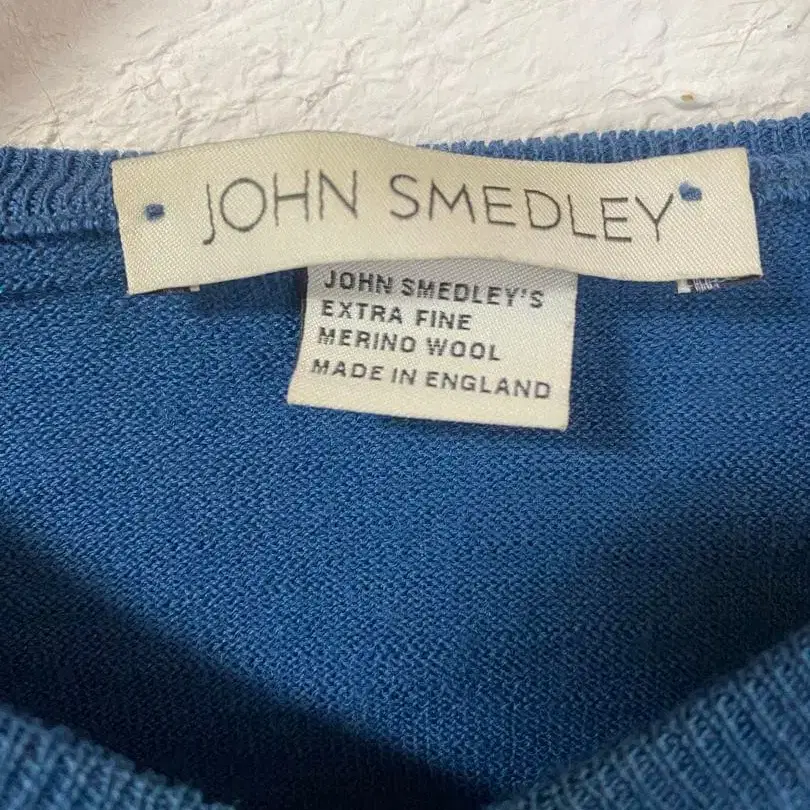 JOHN SMEDLEY
JOHN SMEDLEY'S
EXTRA FINE
MERINO WOOL
MADE IN ENGLAND